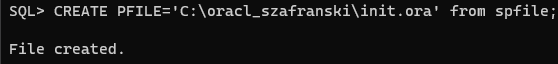 SQL> CREATE PFILE='C:\oracl_szafranski\init.ora' from spfile;
File created.